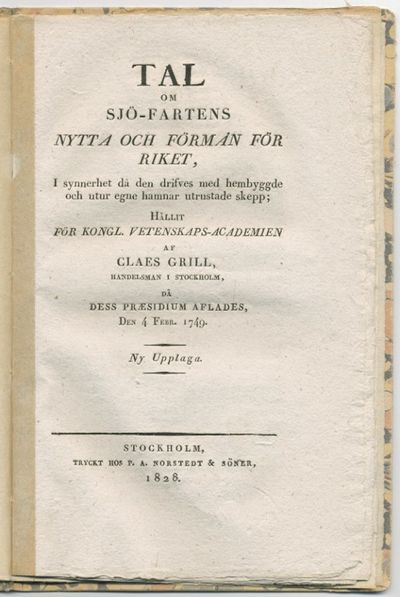 TAL
OM
SJÖ-FARTENS
NYTTA OCH FÖRMÅN FÖR
RIKET,
I synnerhet då den drifves med hembyggde
och utur egne hamnar utrustade skepp;
HÅLLIT
FÖR KONGL. VETENSKAPS-ACADEMIEN
AF
CLAES GRILL,
HANDELSMAN I STOCKHOLM,
DÅ
DESS PRÆSIDIUM AFLADES,
DEN 4 FEBR. 1749.
Ny Upplaga.
STOCKHOLM,
TRYCKT HOS P. A. NORSTEDT & SÖNER,
1828.